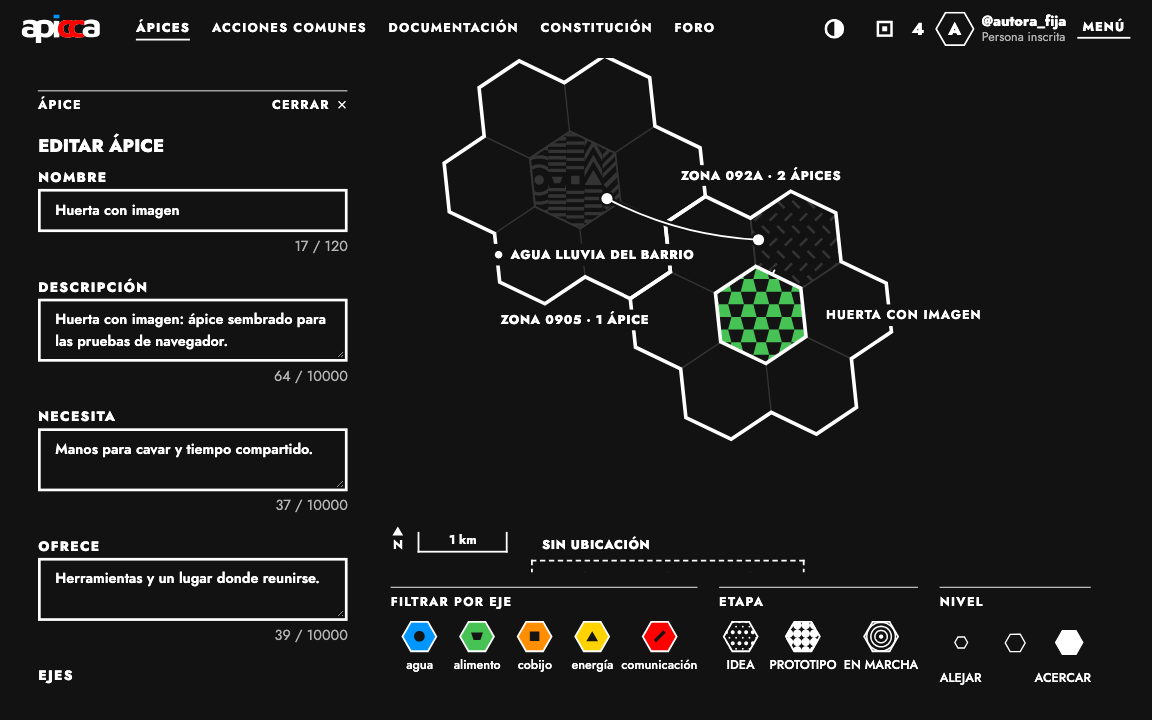 apicca
ÁPICES
ACCIONES COMUNES
DOCUMENTACIÓN
CONSTITUCIÓN
FORO
4
A
@autora_fija
Persona inscrita
MENÚ
ÁPICE
CERRAR ×
EDITAR ÁPICE
NOMBRE
Huerta con imagen
17 / 120
DESCRIPCIÓN
Huerta con imagen: ápice sembrado para
las pruebas de navegador.
64 / 10000
NECESITA
Manos para cavar y tiempo compartido.
37 / 10000
OFRECE
Herramientas y un lugar donde reunirse.
39 / 10000
EJES
ZONA 092A · 2 ÁPICES
AGUA LLUVIA DEL BARRIO
HUERTA CON IMAGEN
ZONA 0905 · 1 ÁPICE
N
1 km
SIN UBICACIÓN
FILTRAR POR EJE
agua
alimento
cobijo
energía
comunicación
ETAPA
IDEA
PROTOTIPO
EN MARCHA
NIVEL
ALEJAR
ACERCAR